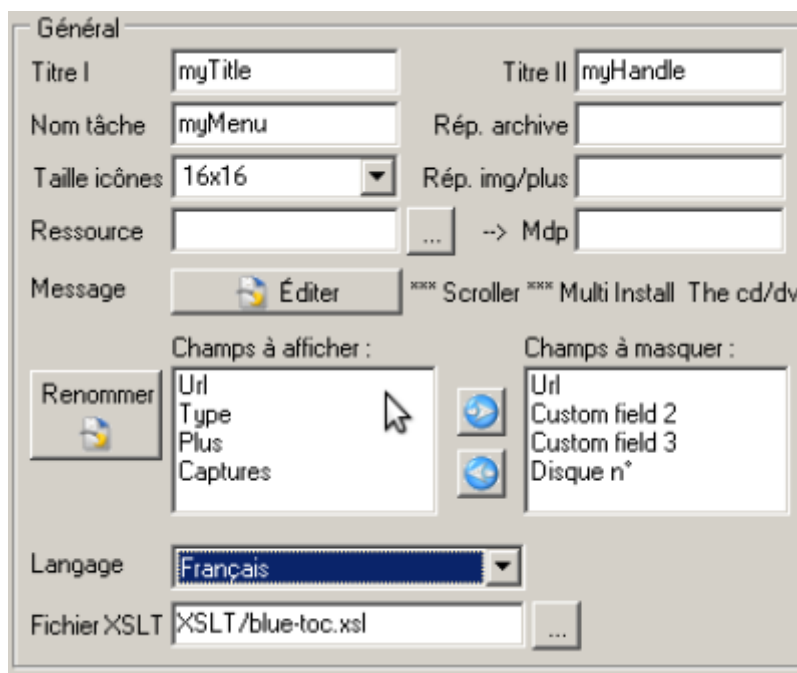 Général
Titre I myTitle Titre II myHandle
Nom tâche myMenu Rép. archive
Taille icônes 16x16 Rép. img/plus
Ressource ... --> Mdp
Message Éditer *** Scroller *** Multi Install The cd/dv
Champs à afficher : Champs à masquer :
Renommer
Url Url
Type Custom field 2
Plus Custom field 3
Captures Disque n°
Langage Français
Fichier XSLT XSLT/blue-toc.xsl ...